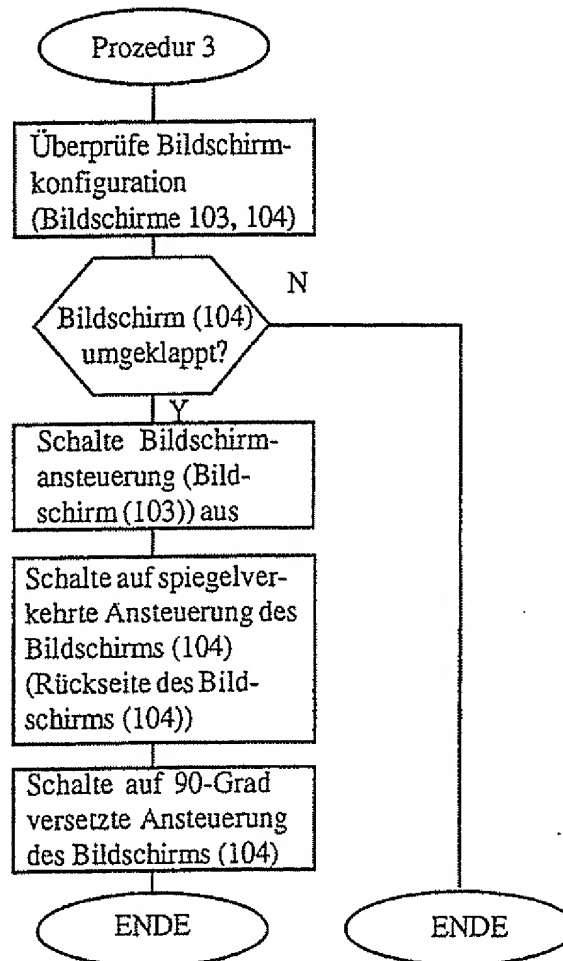 Prozedur 3
Überprüfe Bildschirm-
konfiguration
(Bildschirme 103, 104)
N
Bildschirm (104)
umgeklappt?
Y
Schalte Bildschirm-
ansteuerung (Bild-
schirm (103)) aus
Schalte auf spiegelver-
kehrte Ansteuerung des
Bildschirms (104)
(Rückseite des Bild-
schirms (104))
Schalte auf 90-Grad
versetzte Ansteuerung
des Bildschirms (104)
ENDE
ENDE